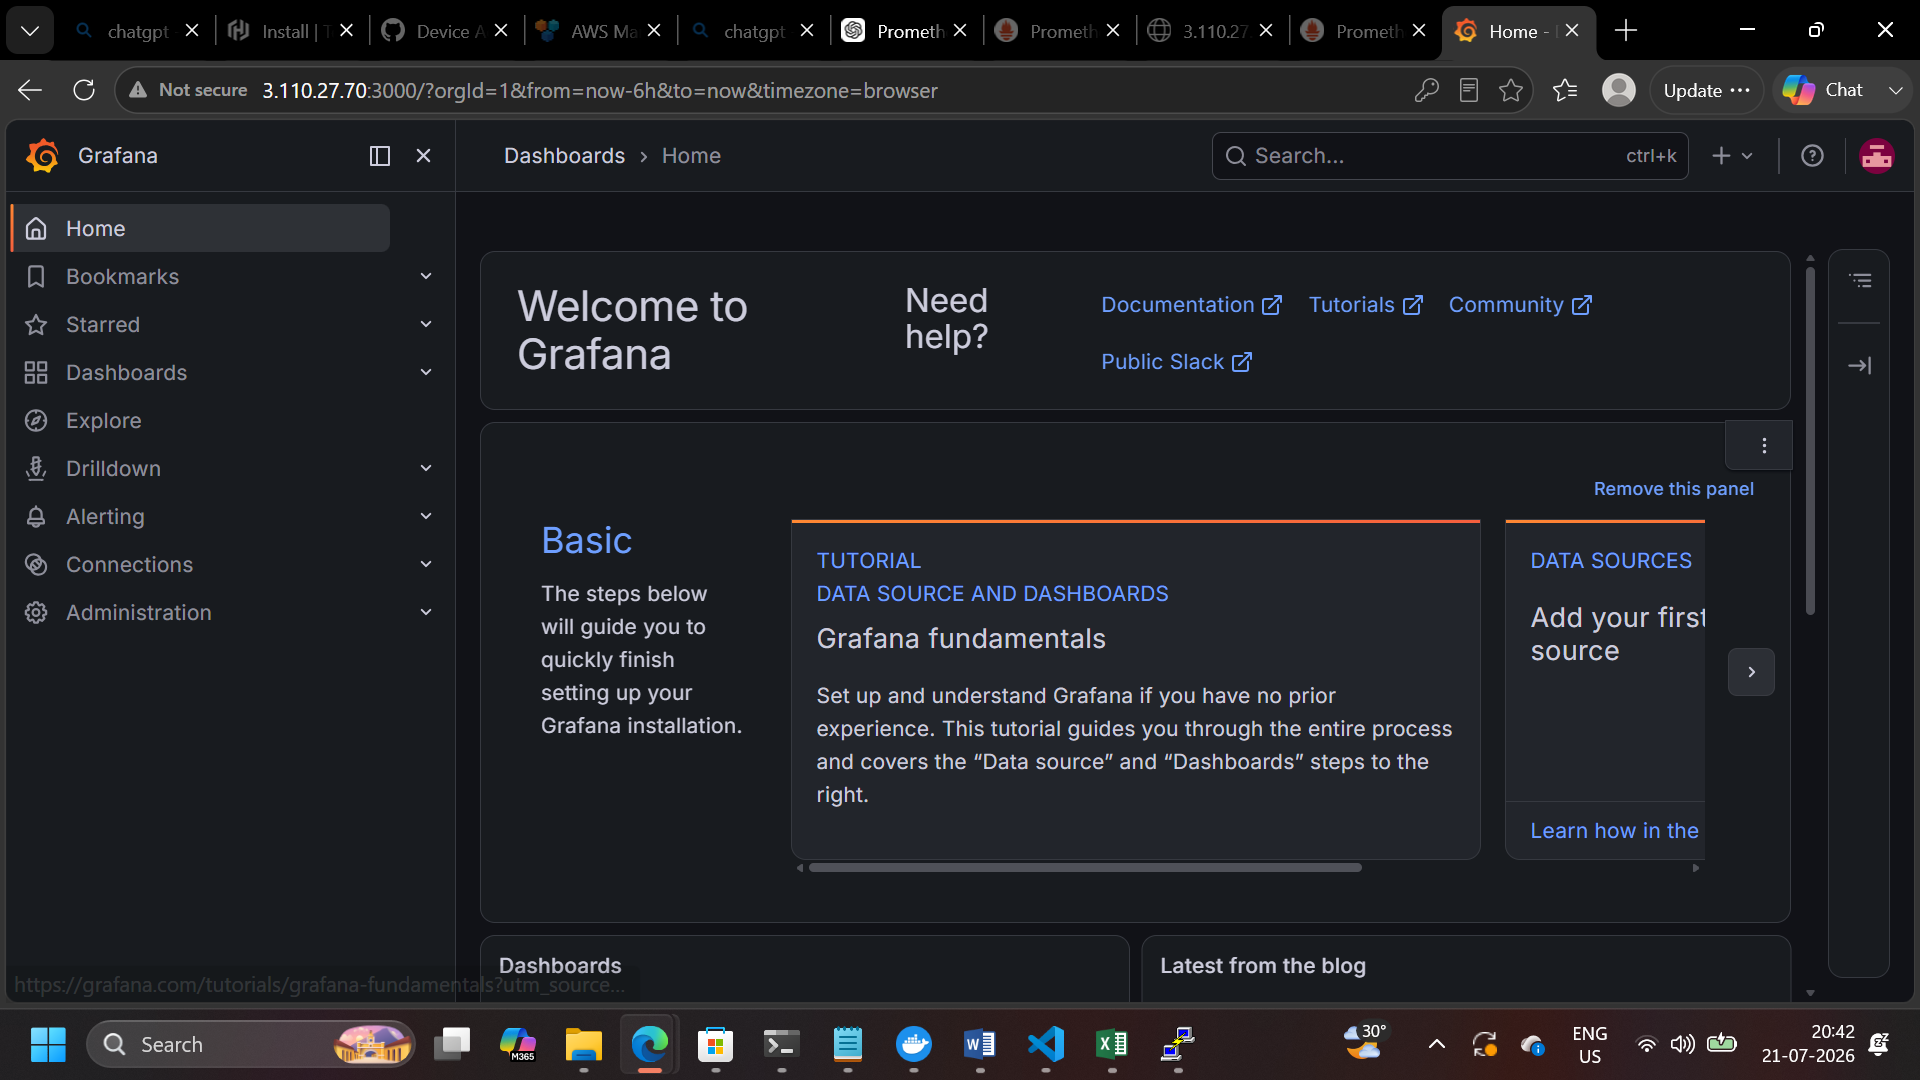 chatgpt
Install | T
Device A
AWS Ma
chatgpt
Prometh
Prometh
3.110.27.
Prometh
Home -
Not secure
3.110.27.70:3000/?orgId=1&from=now-6h&to=now&timezone=browser
Update
Chat
Grafana
Dashboards › Home
Search...
ctrl+k
Home
Bookmarks
Starred
Dashboards
Explore
Drilldown
Alerting
Connections
Administration
Welcome to
Grafana
Need
help?
Documentation
Tutorials
Community
Public Slack
Remove this panel
Basic
The steps below
will guide you to
quickly finish
setting up your
Grafana installation.
TUTORIAL
DATA SOURCE AND DASHBOARDS
Grafana fundamentals
Set up and understand Grafana if you have no prior
experience. This tutorial guides you through the entire process
and covers the “Data source” and “Dashboards” steps to the
right.
DATA SOURCES
Add your first
source
Learn how in the
Dashboards
Latest from the blog
https://grafana.com/tutorials/grafana-fundamentals?utm_source...
Search
M365
30°
ENG
US
20:42
21-07-2026